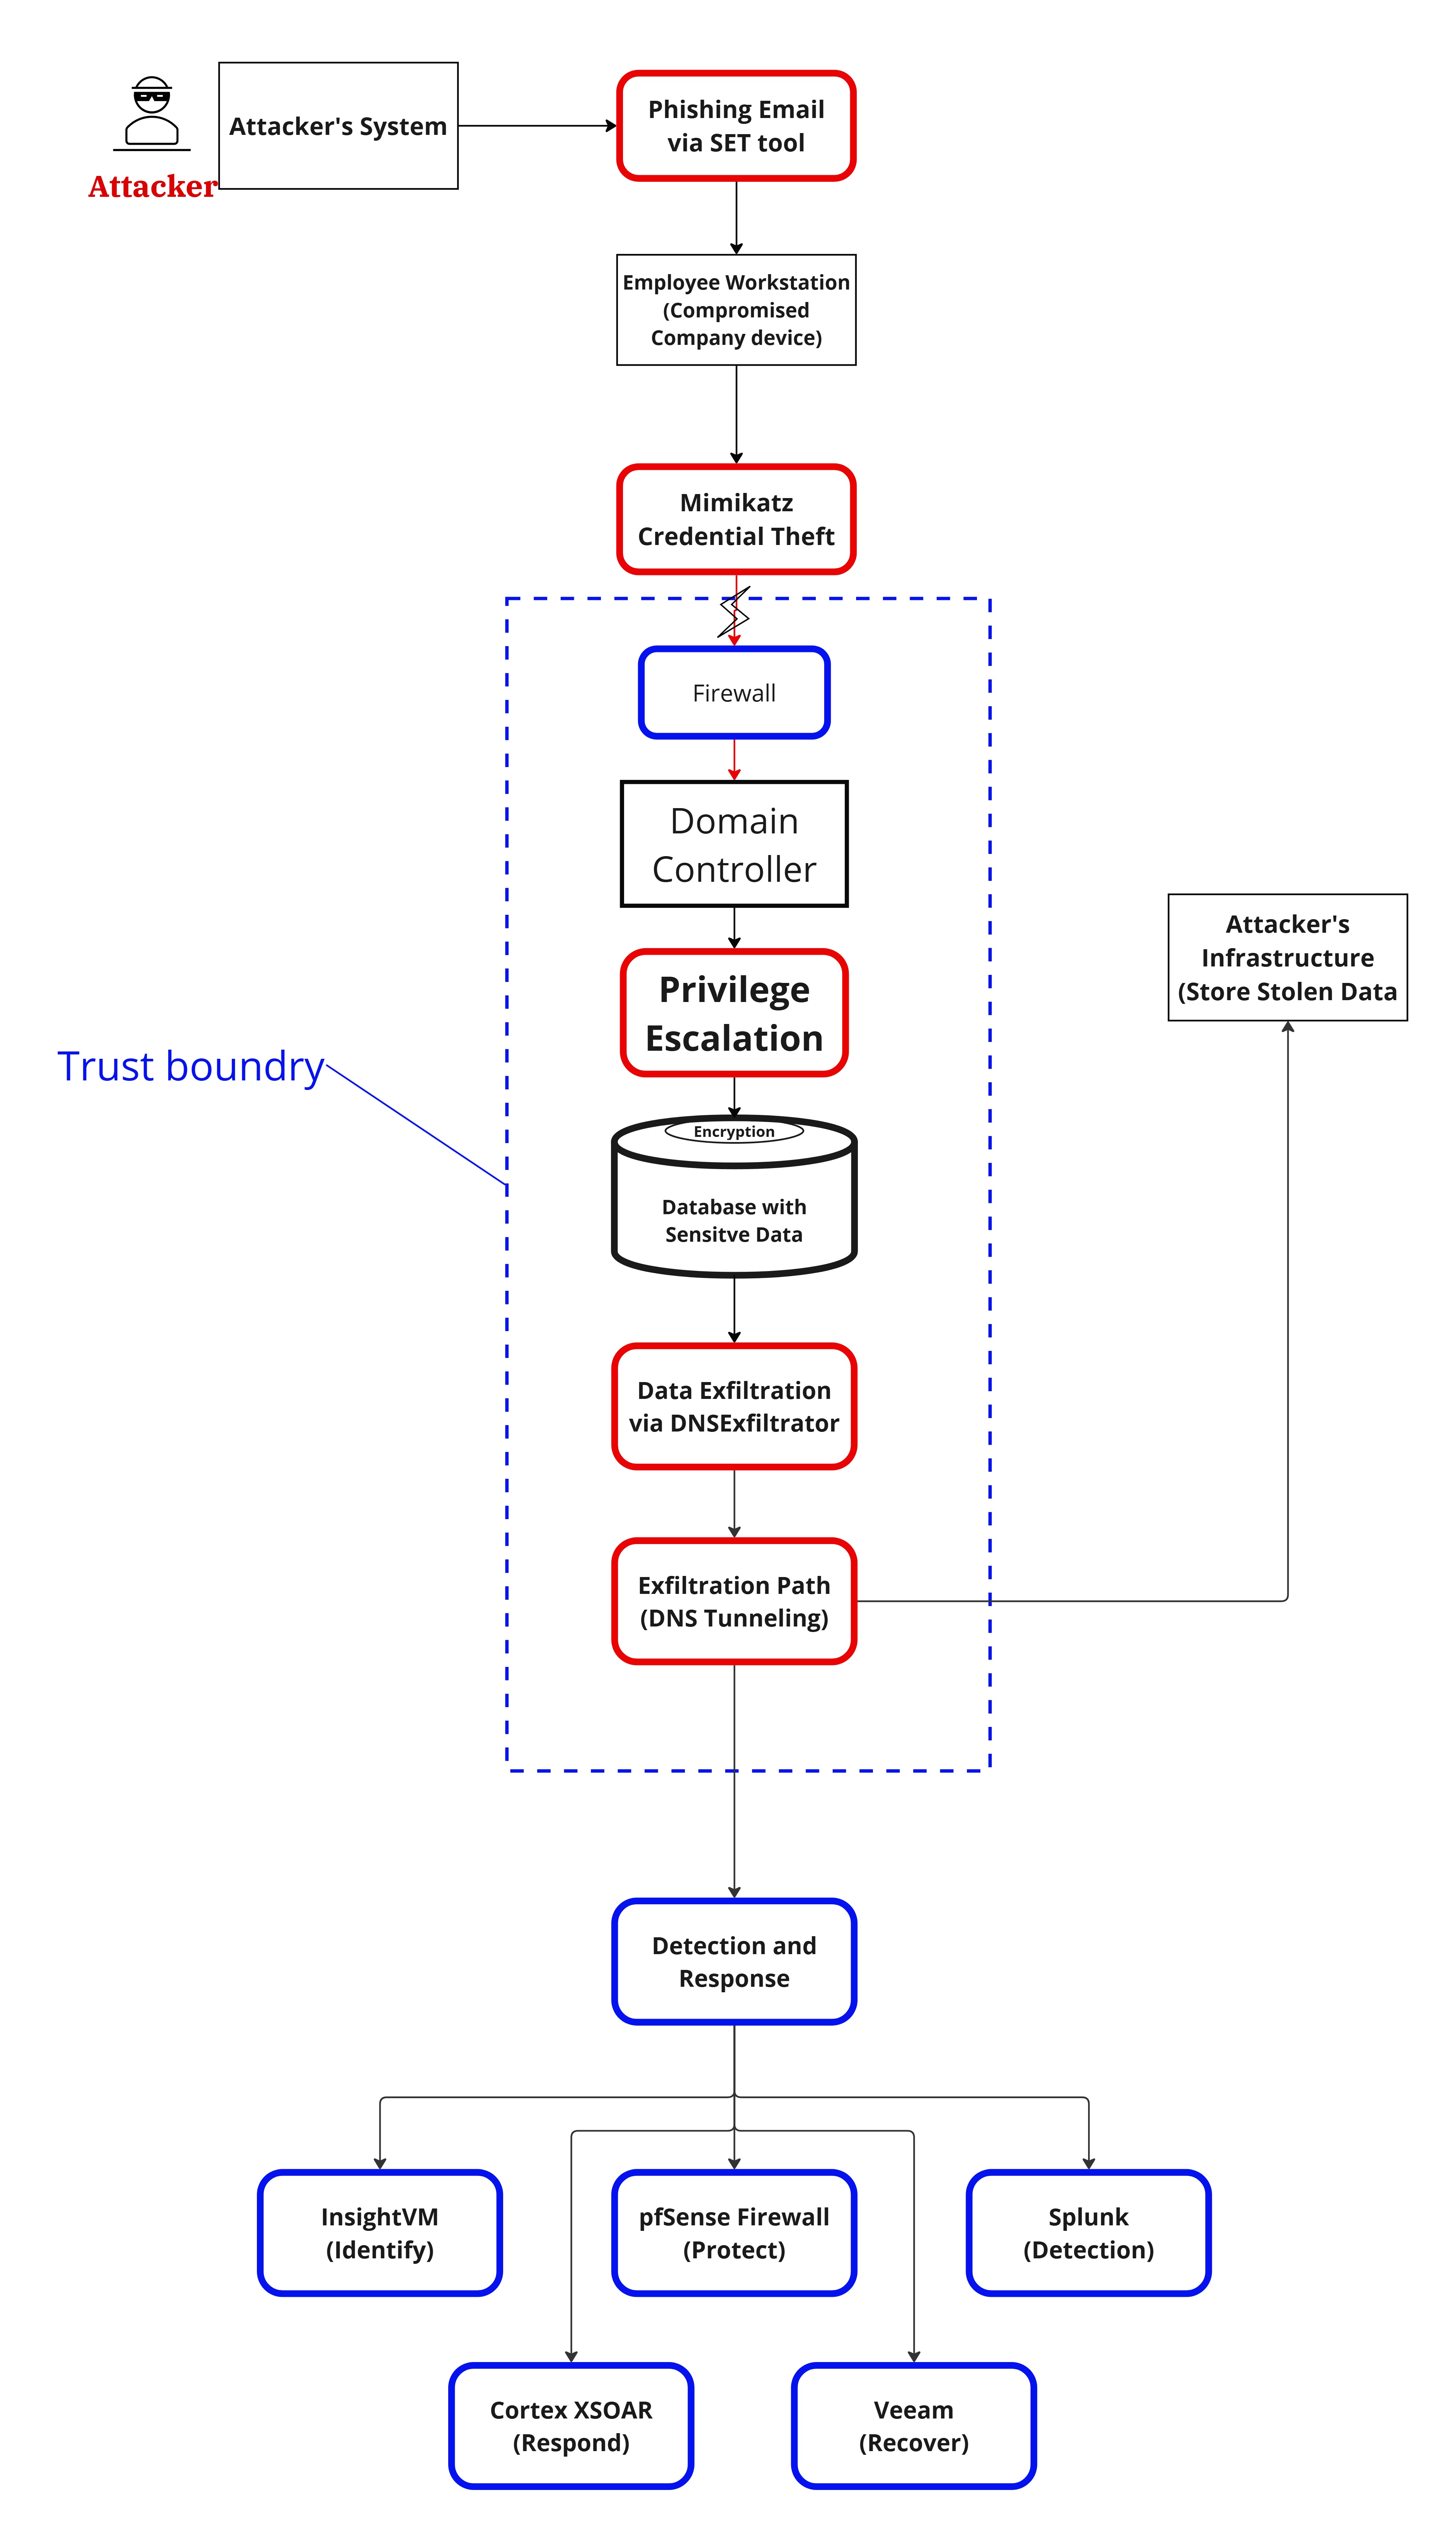 Attacker's System
Attacker
Phishing Email
via SET tool
Employee Workstation
(Compromised
Company device)
Mimikatz
Credential Theft
Firewall
Domain
Controller
Attacker's
Infrastructure
(Store Stolen Data
Privilege
Escalation
Trust boundry
Encryption
Database with
Sensitve Data
Data Exfiltration
via DNSExfiltrator
Exfiltration Path
(DNS Tunneling)
Detection and
Response
InsightVM
(Identify)
pfSense Firewall
(Protect)
Splunk
(Detection)
Cortex XSOAR
(Respond)
Veeam
(Recover)